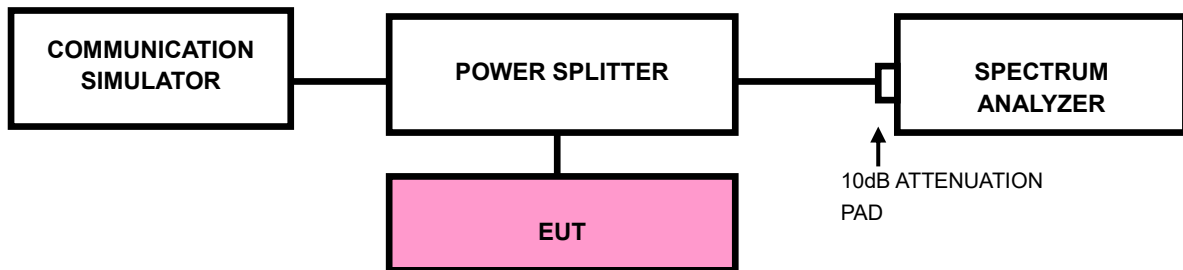 COMMUNICATION
SIMULATOR
POWER SPLITTER
SPECTRUM
ANALYZER
10dB ATTENUATION
PAD
EUT